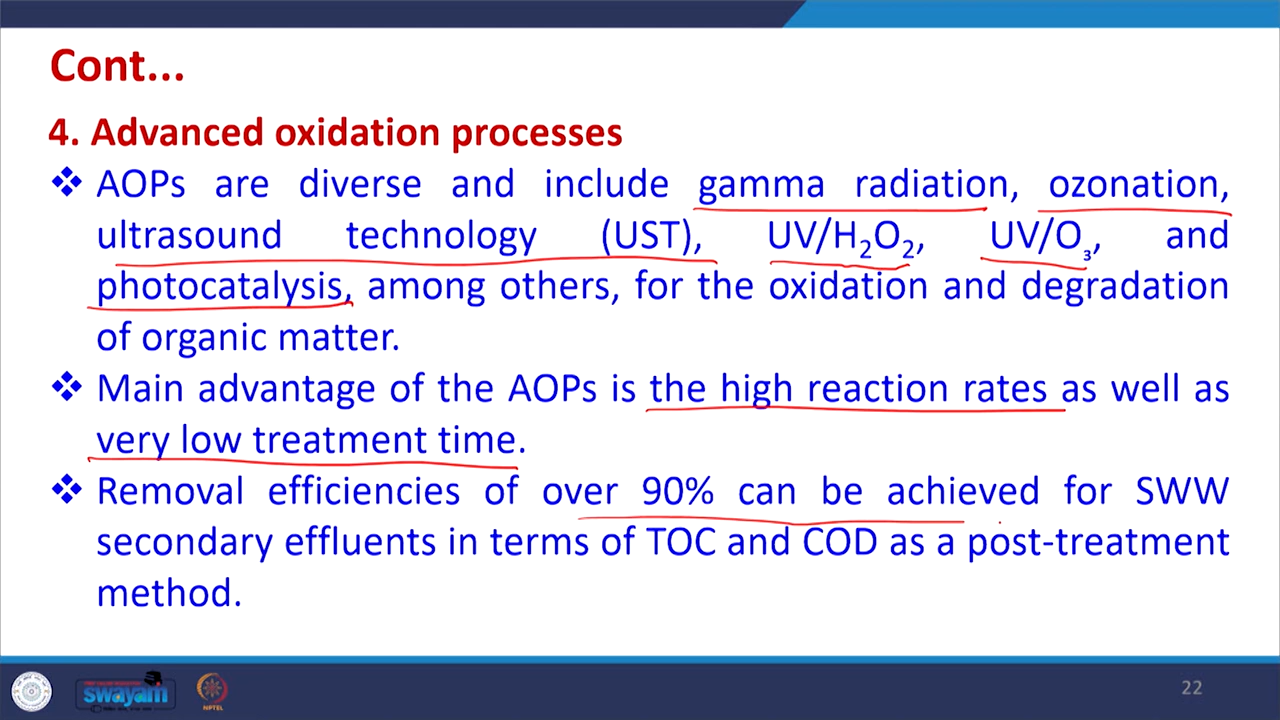 Cont...
4. Advanced oxidation processes
❖ AOPs are diverse and include gamma radiation, ozonation,
ultrasound technology (UST), UV/H₂O₂, UV/O₃, and
photocatalysis, among others, for the oxidation and degradation
of organic matter.
❖ Main advantage of the AOPs is the high reaction rates as well as
very low treatment time.
❖ Removal efficiencies of over 90% can be achieved for SWW
secondary effluents in terms of TOC and COD as a post-treatment
method.
swayam
NPTEL
22